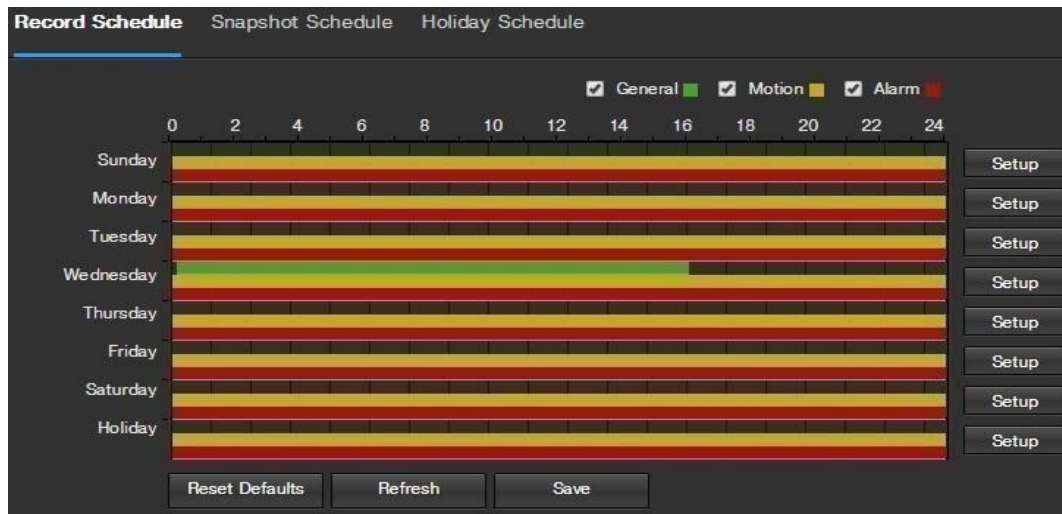 Record Schedule Snapshot Schedule Holiday Schedule
General Motion Alarm
0 2 4 6 8 10 12 14 16 18 20 22 24
Sunday Setup
Monday Setup
Tuesday Setup
Wednesday Setup
Thursday Setup
Friday Setup
Saturday Setup
Holiday Setup
Reset Defaults Refresh Save